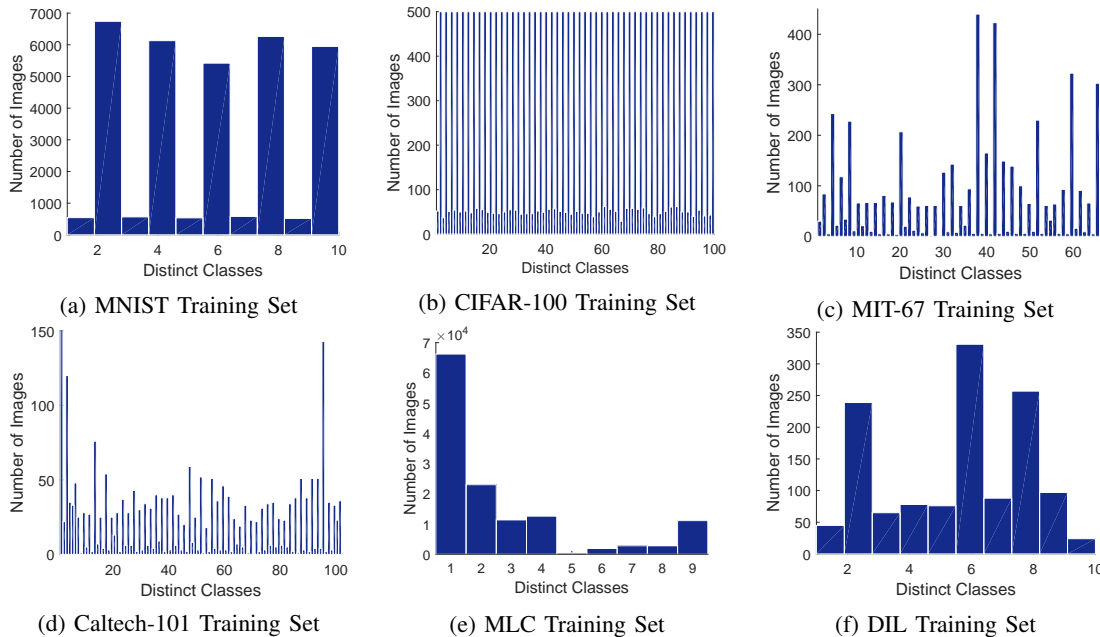 7000
6000
5000
4000
3000
2000
1000
0
Number of Images
2 4 6 8 10
Distinct Classes
(a) MNIST Training Set
500
400
300
200
100
0
Number of Images
20 40 60 80 100
Distinct Classes
(b) CIFAR-100 Training Set
400
300
200
100
0
Number of Images
10 20 30 40 50 60
Distinct Classes
(c) MIT-67 Training Set
150
100
50
0
Number of Images
20 40 60 80 100
Distinct Classes
(d) Caltech-101 Training Set
×10⁴
7
6
5
4
3
2
1
0
Number of Images
1 2 3 4 5 6 7 8 9
Distinct Classes
(e) MLC Training Set
350
300
250
200
150
100
50
0
Number of Images
2 4 6 8 10
Distinct Classes
(f) DIL Training Set